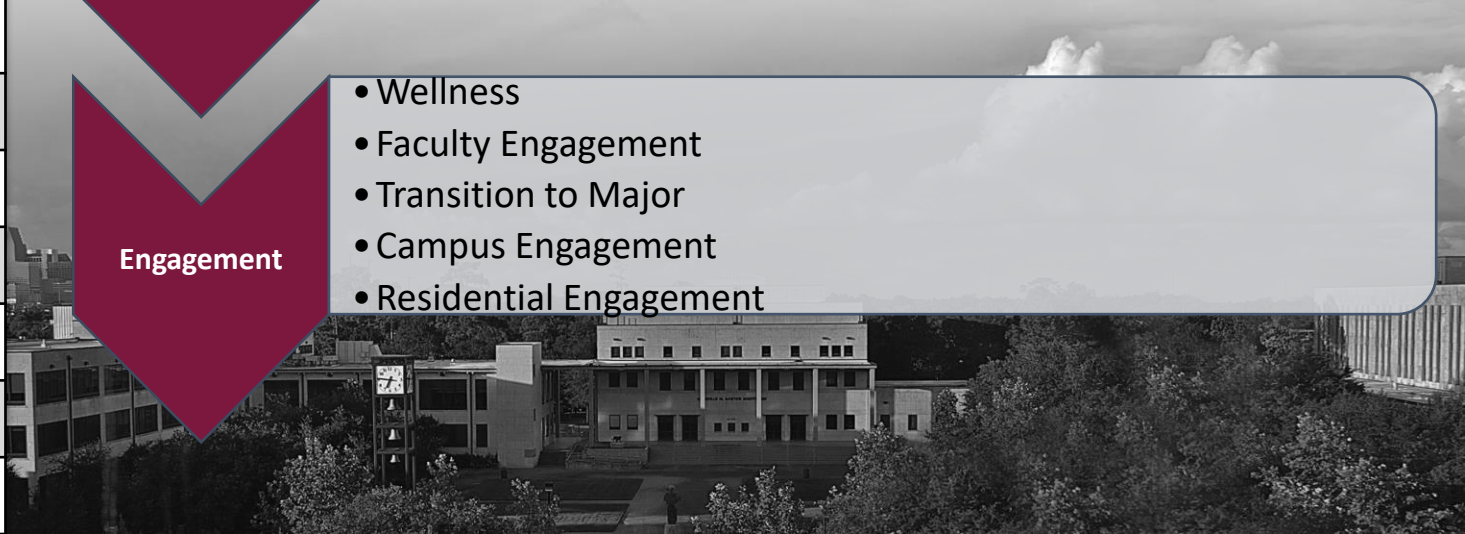 • Wellness
• Faculty Engagement
• Transition to Major
• Campus Engagement
• Residential Engagement
Engagement